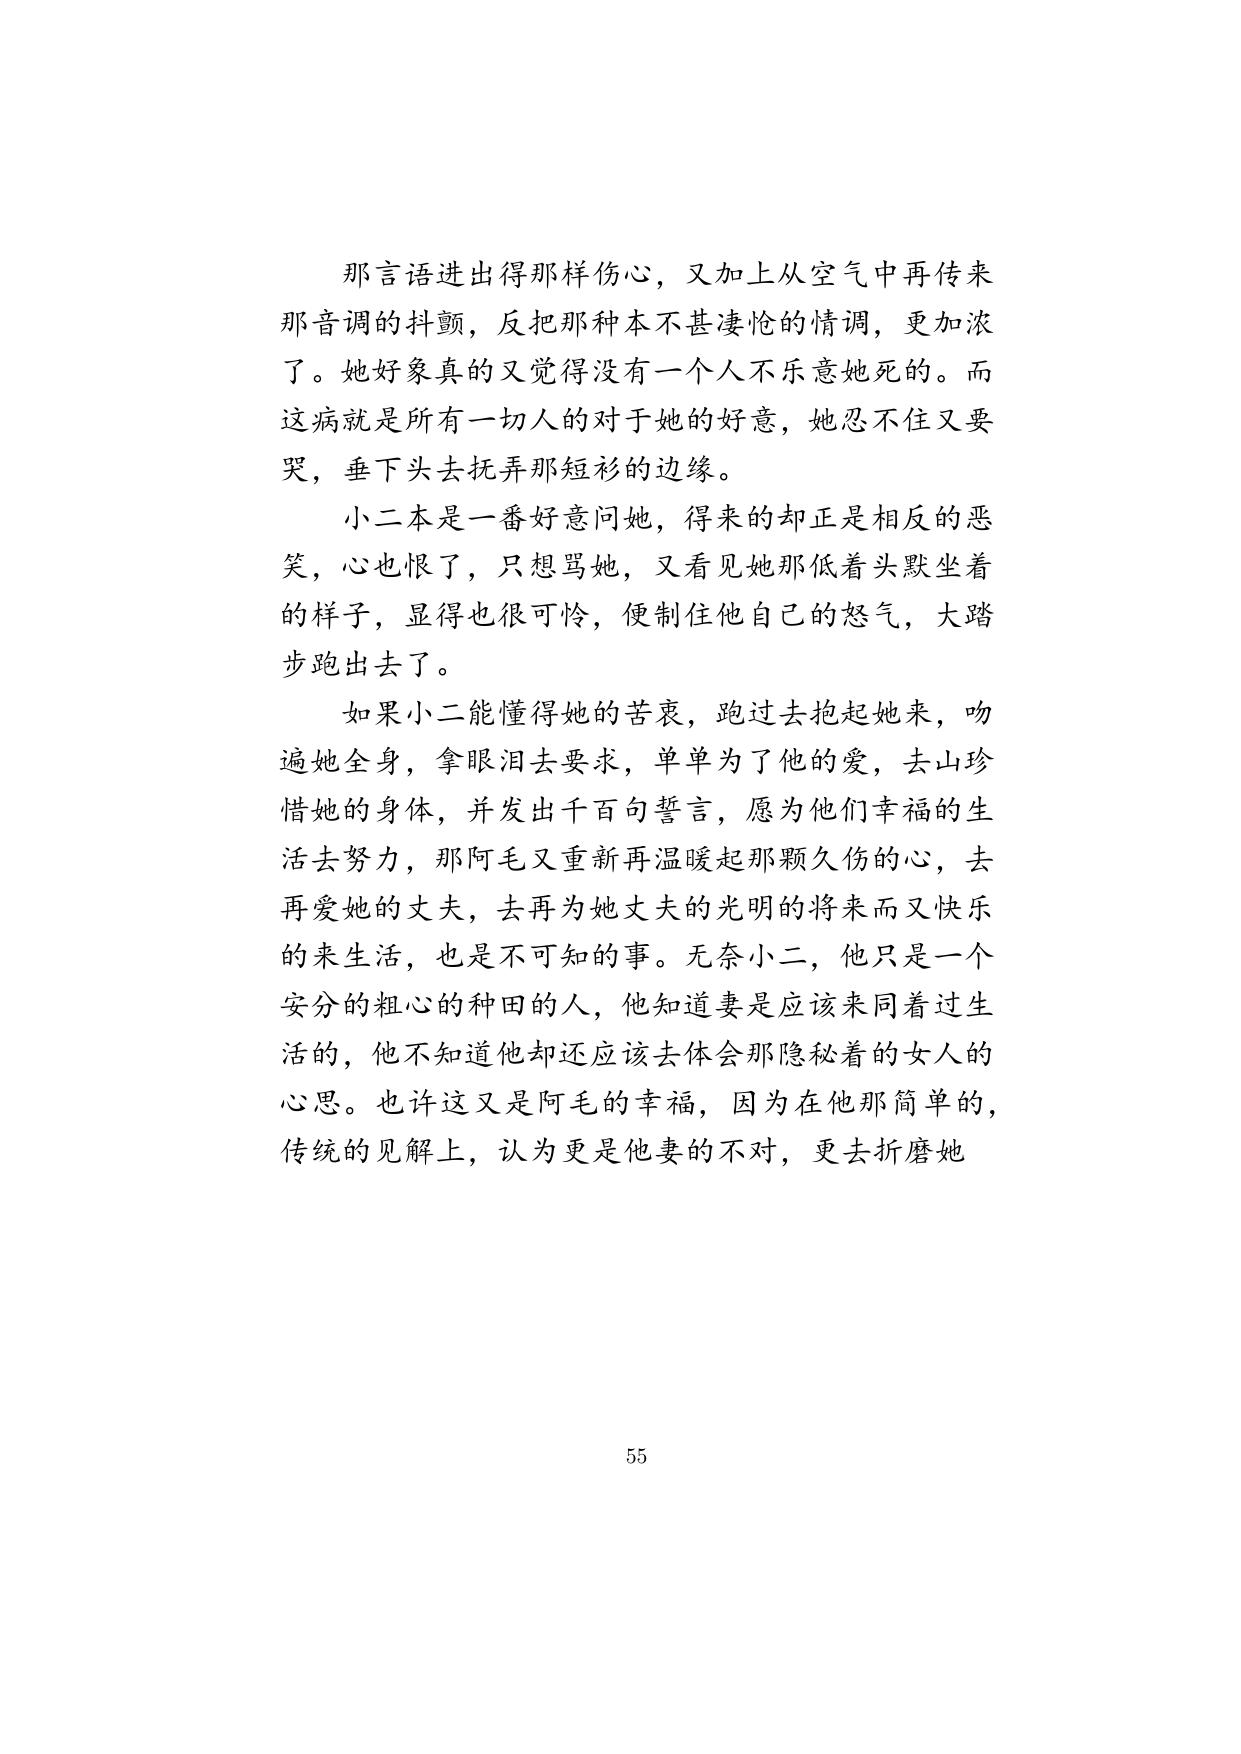 那言语进出得那样伤心，又加上从空气中再传来
那音调的抖颤，反把那种本不甚凄怆的情调，更加浓
了。她好象真的又觉得没有一个人不乐意她死的。而
这病就是所有一切人的对于她的好意，她忍不住又要
哭，垂下头去抚弄那短衫的边缘。
小二本是一番好意问她，得来的却正是相反的恶
笑，心也恨了，只想骂她，又看见她那低着头默坐着
的样子，显得也很可怜，便制住他自己的怒气，大踏
步跑出去了。
如果小二能懂得她的苦衷，跑过去抱起她来，吻
遍她全身，拿眼泪去要求，单单为了他的爱，去山珍
惜她的身体，并发出千百句誓言，愿为他们幸福的生
活去努力，那阿毛又重新再温暖起那颗久伤的心，去
再爱她的丈夫，去再为她丈夫的光明的将来而又快乐
的来生活，也是不可知的事。无奈小二，他只是一个
安分的粗心的种田的人，他知道妻是应该来同着过生
活的，他不知道他却还应该去体会那隐秘着的女人的
心思。也许这又是阿毛的幸福，因为在他那简单的，
传统的见解上，认为更是他妻的不对，更去折磨她
55